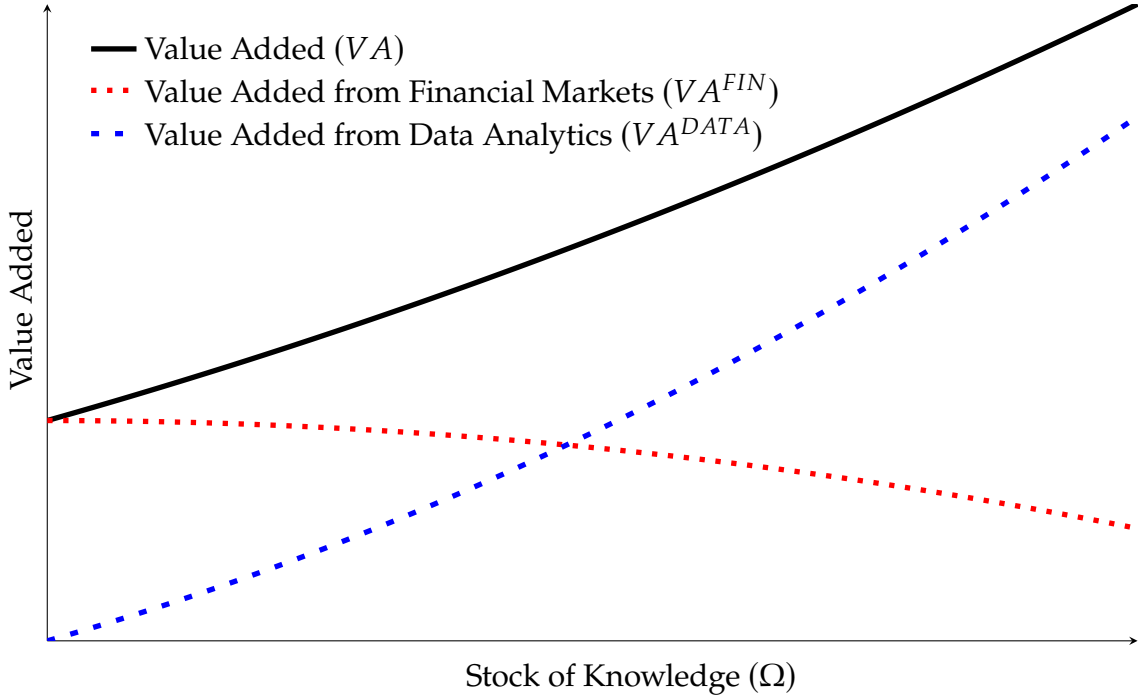 Value Added (VA)
Value Added from Financial Markets (VA^FIN)
Value Added from Data Analytics (VA^DATA)
Value Added
Stock of Knowledge (Ω)